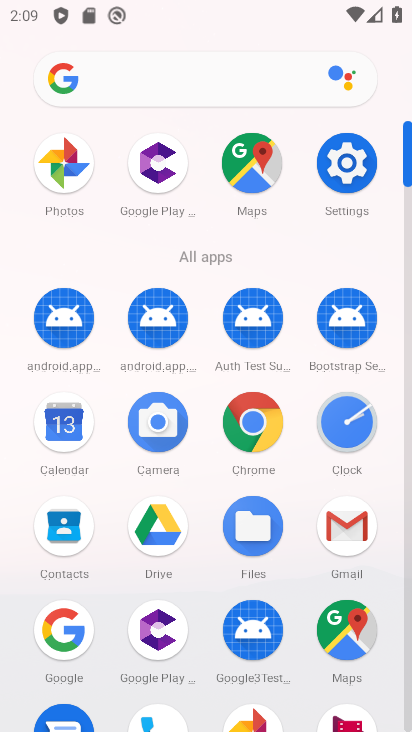 2:09
Photos Google Play ... Maps Settings
All apps
android.app... android.app.... Auth Test Su... Bootstrap Se...
13
Calendar Camera Chrome Clock
Contacts Drive Files Gmail
Google Google Play ... Google3Test... Maps